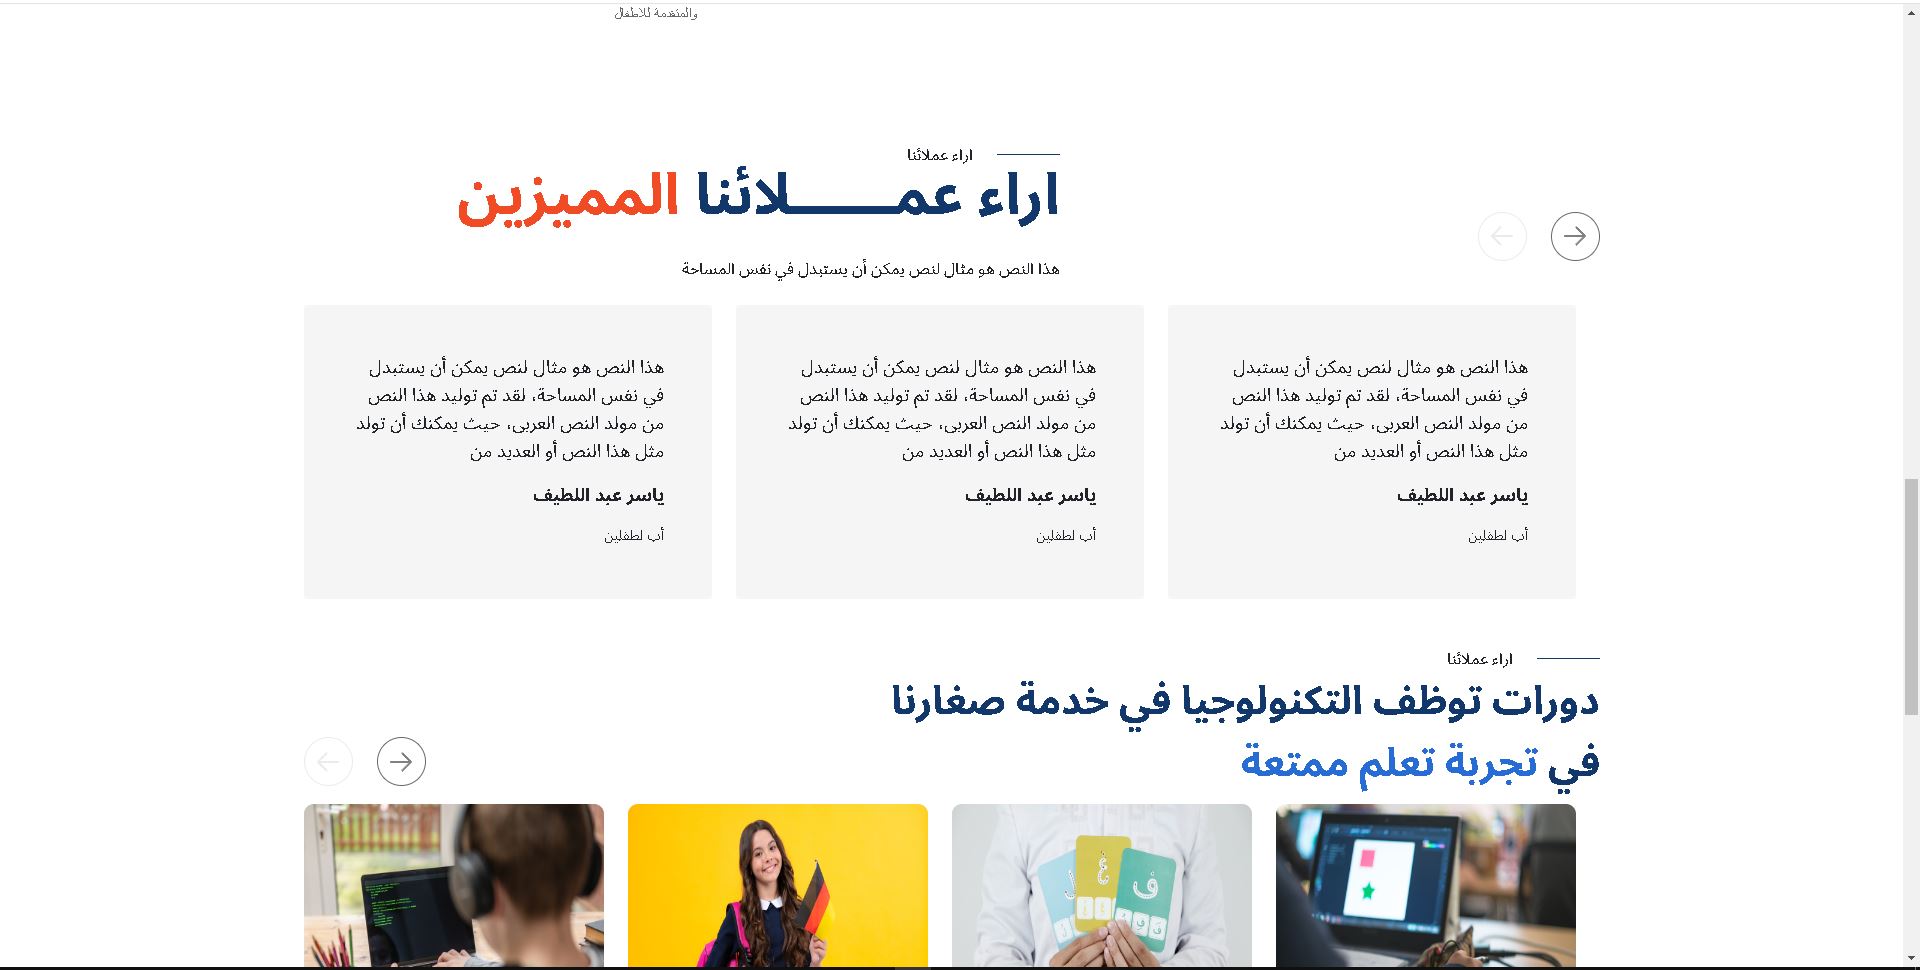 والمتقدمة للاطفال
اراء عملائنا
اراء عمـــــلائنا المميزين
هذا النص هو مثال لنص يمكن أن يستبدل في نفس المساحة
هذا النص هو مثال لنص يمكن أن يستبدل
في نفس المساحة، لقد تم توليد هذا النص
من مولد النص العربى، حيث يمكنك أن تولد
مثل هذا النص أو العديد من
ياسر عبد اللطيف
أب لطفلين
هذا النص هو مثال لنص يمكن أن يستبدل
في نفس المساحة، لقد تم توليد هذا النص
من مولد النص العربى، حيث يمكنك أن تولد
مثل هذا النص أو العديد من
ياسر عبد اللطيف
أب لطفلين
هذا النص هو مثال لنص يمكن أن يستبدل
في نفس المساحة، لقد تم توليد هذا النص
من مولد النص العربى، حيث يمكنك أن تولد
مثل هذا النص أو العديد من
ياسر عبد اللطيف
أب لطفلين
اراء عملائنا
دورات توظف التكنولوجيا في خدمة صغارنا
في تجربة تعلم ممتعة